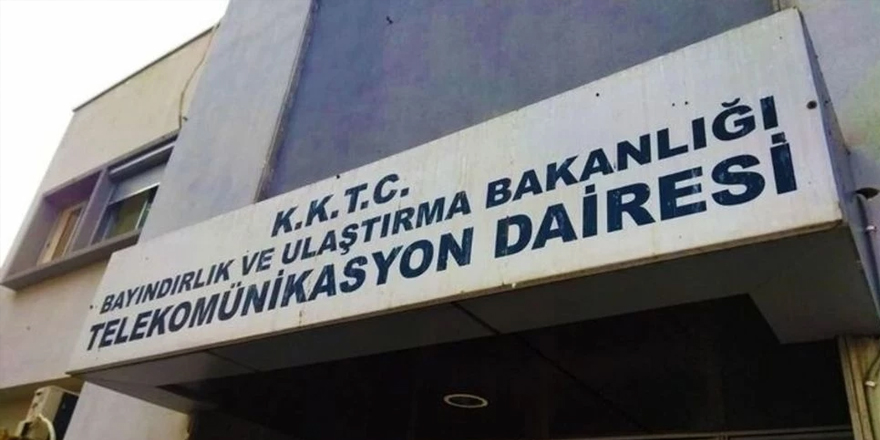 K.K.T.C.
BAYINDIRLIK VE ULAŞTIRMA BAKANLIĞI
TELEKOMÜNİKASYON DAİRESİ